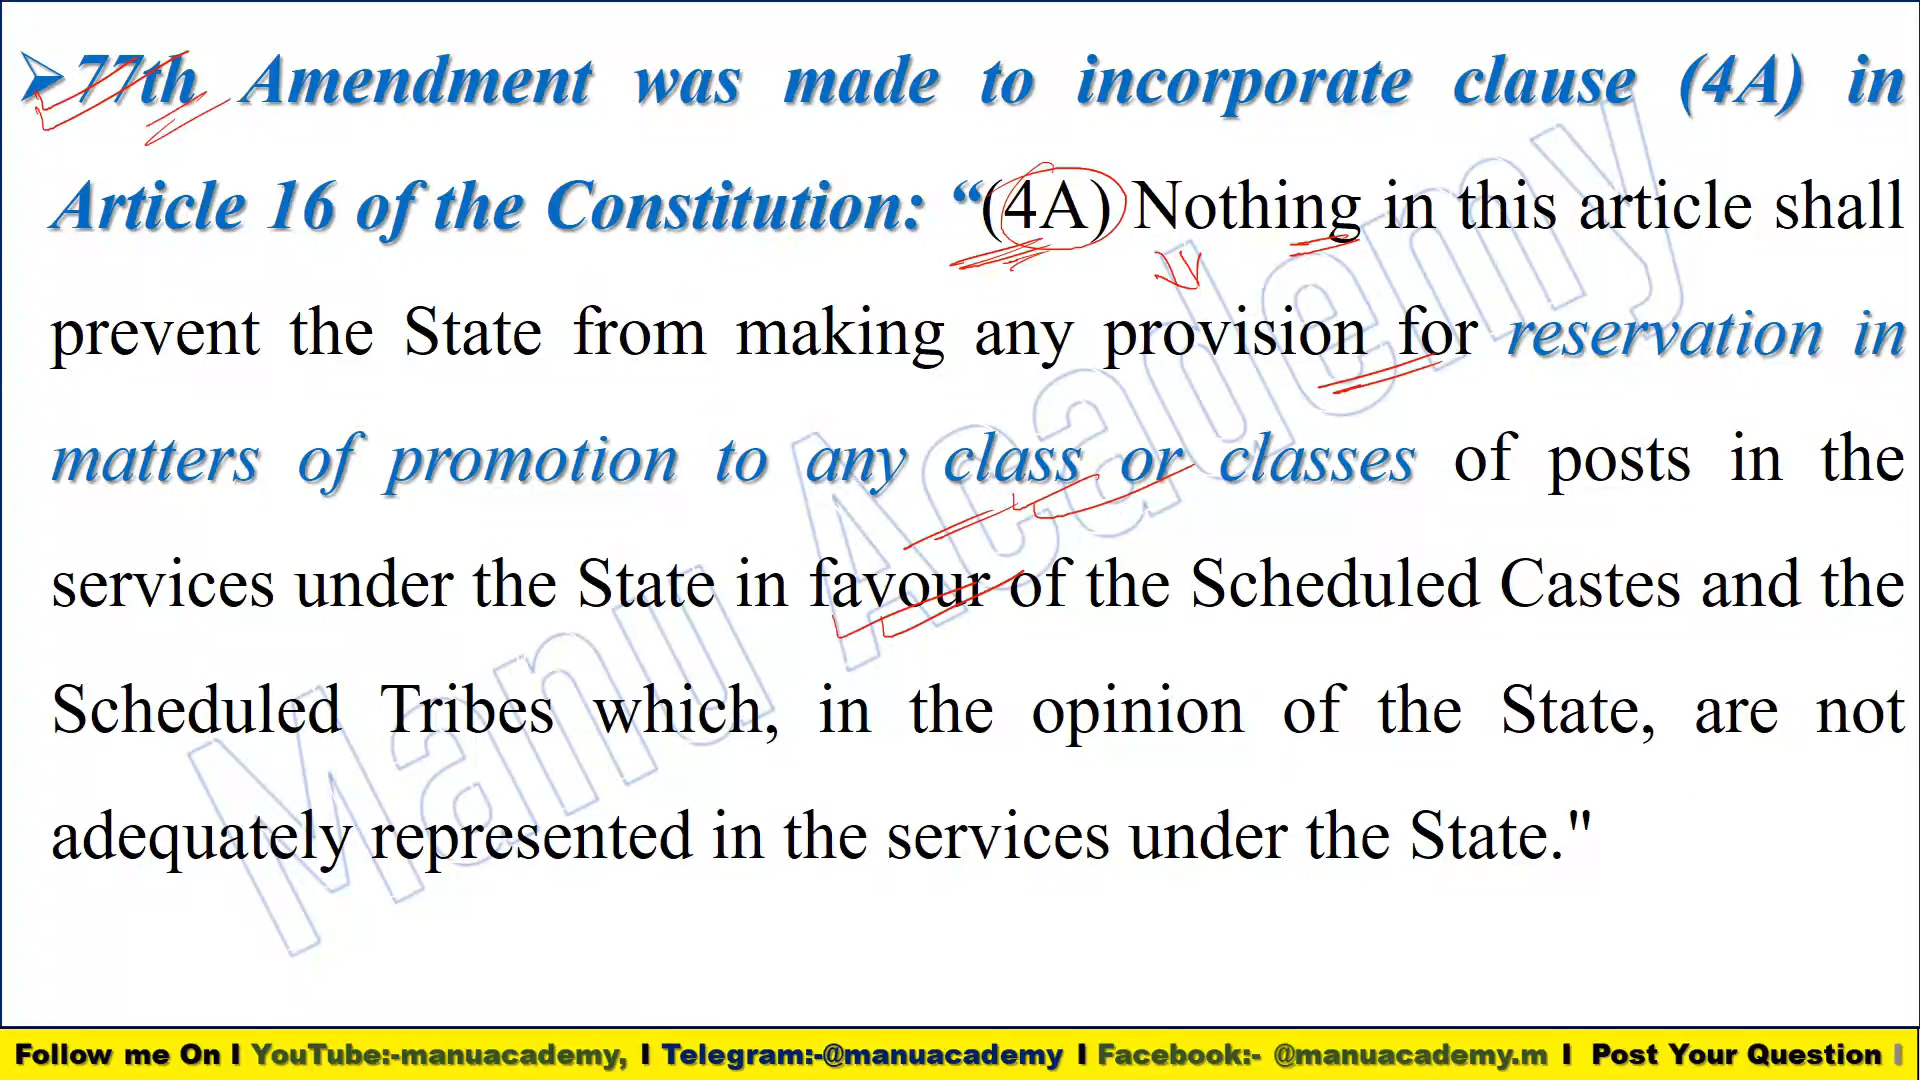 77th Amendment was made to incorporate clause (4A) in
Article 16 of the Constitution: “(4A) Nothing in this article shall
prevent the State from making any provision for reservation in
matters of promotion to any class or classes of posts in the
services under the State in favour of the Scheduled Castes and the
Scheduled Tribes which, in the opinion of the State, are not
adequately represented in the services under the State."
Manu Academy
Follow me On I YouTube:-manuacademy, I Telegram:-@manuacademy I Facebook:- @manuacademy.m I Post Your Question I